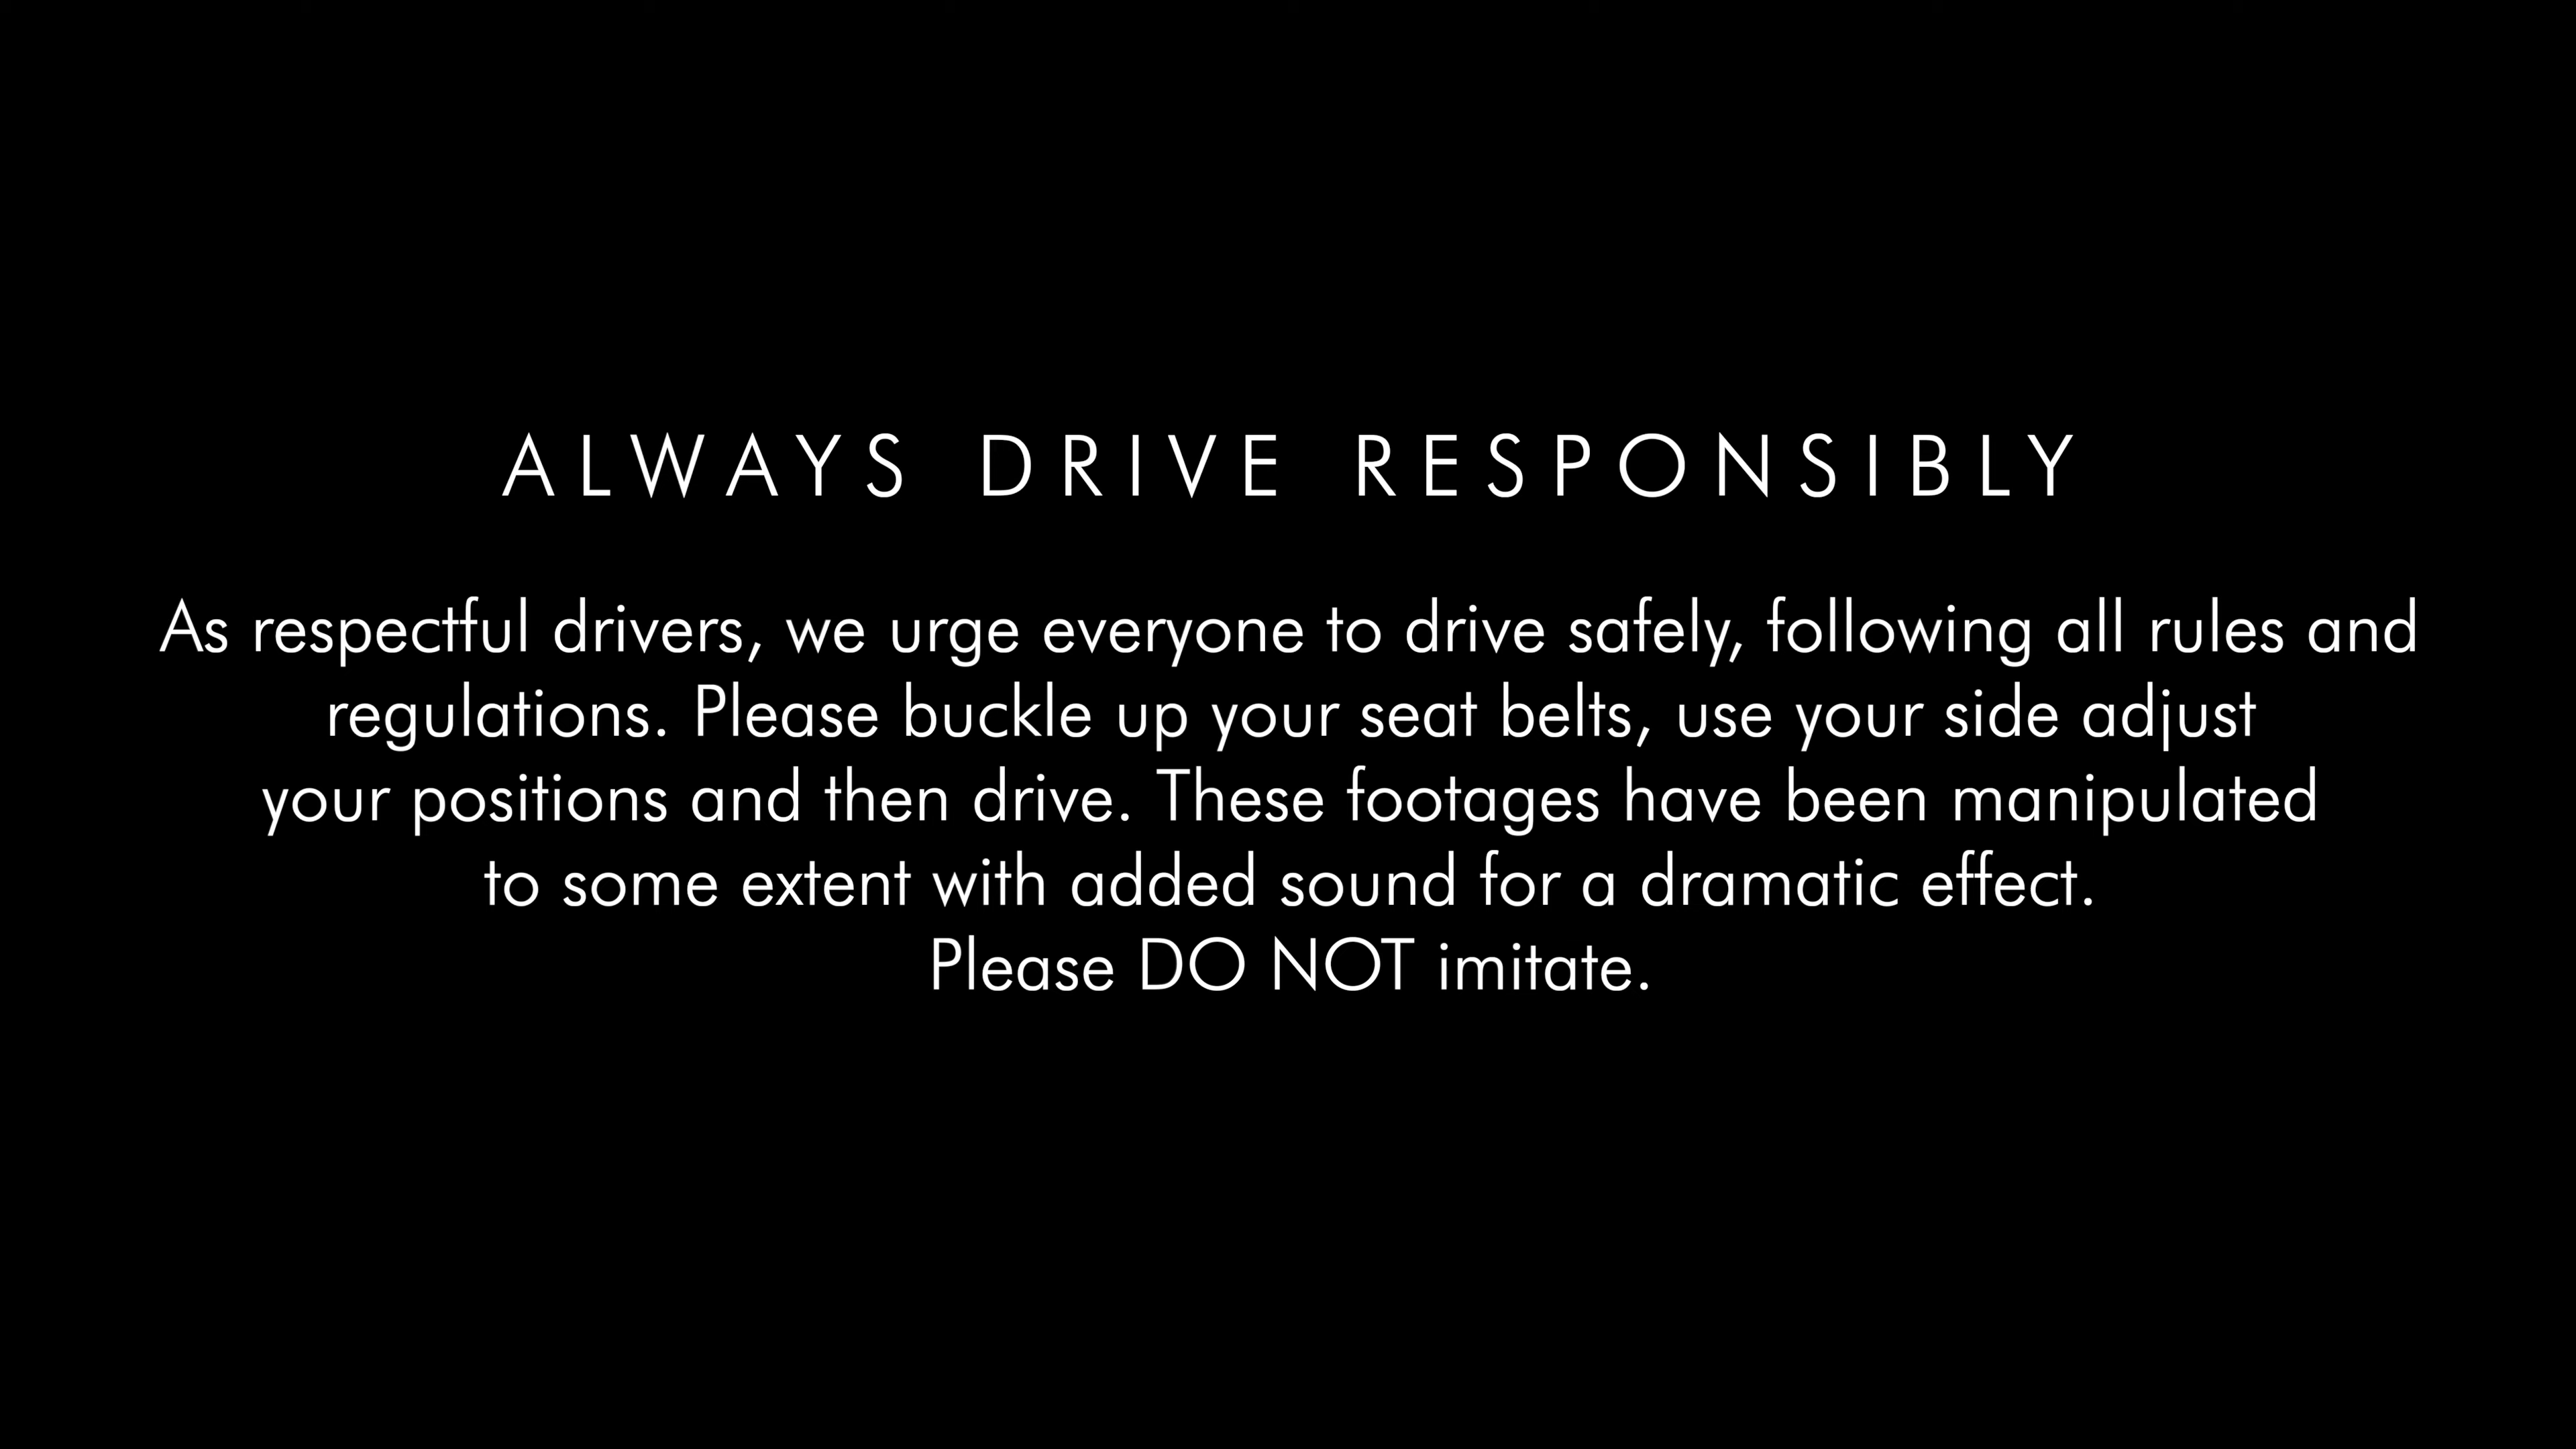 ALWAYS DRIVE RESPONSIBLY
As respectful drivers, we urge everyone to drive safely, following all rules and
regulations. Please buckle up your seat belts, use your side adjust
your positions and then drive. These footages have been manipulated
to some extent with added sound for a dramatic effect.
Please DO NOT imitate.